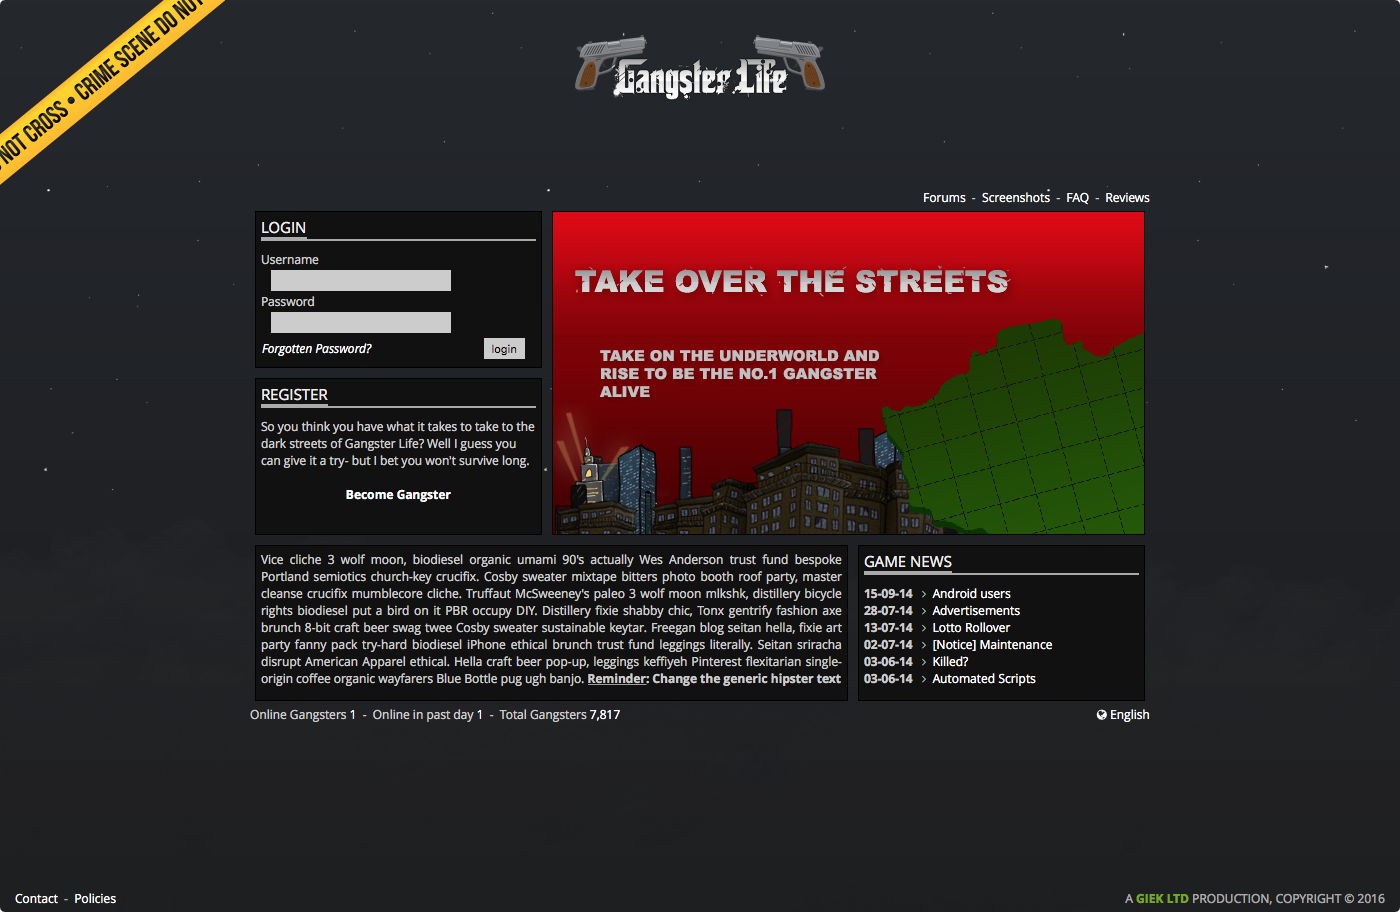 NOT CROSS • CRIME SCENE DO NOT
Gangster Life
Forums - Screenshots - FAQ - Reviews
LOGIN
Username
Password
Forgotten Password?
login
TAKE OVER THE STREETS
TAKE ON THE UNDERWORLD AND
RISE TO BE THE NO.1 GANGSTER
ALIVE
REGISTER
So you think you have what it takes to take to the
dark streets of Gangster Life? Well I guess you
can give it a try- but I bet you won't survive long.
Become Gangster
Vice cliche 3 wolf moon, biodiesel organic umami 90's actually Wes Anderson trust fund bespoke
Portland semiotics church-key crucifix. Cosby sweater mixtape bitters photo booth roof party, master
cleanse crucifix mumblecore cliche. Truffaut McSweeney's paleo 3 wolf moon mlkshk, distillery bicycle
rights biodiesel put a bird on it PBR occupy DIY. Distillery fixie shabby chic, Tonx gentrify fashion axe
brunch 8-bit craft beer swag twee Cosby sweater sustainable keytar. Freegan blog seitan hella, fixie art
party fanny pack try-hard biodiesel iPhone ethical brunch trust fund leggings literally. Seitan sriracha
disrupt American Apparel ethical. Hella craft beer pop-up, leggings keffiyeh Pinterest flexitarian single-
origin coffee organic wayfarers Blue Bottle pug ugh banjo. Reminder: Change the generic hipster text
GAME NEWS
15-09-14 > Android users
28-07-14 > Advertisements
13-07-14 > Lotto Rollover
02-07-14 > [Notice] Maintenance
03-06-14 > Killed?
03-06-14 > Automated Scripts
Online Gangsters 1 - Online in past day 1 - Total Gangsters 7,817
English
Contact - Policies
A GIEK LTD PRODUCTION, COPYRIGHT © 2016